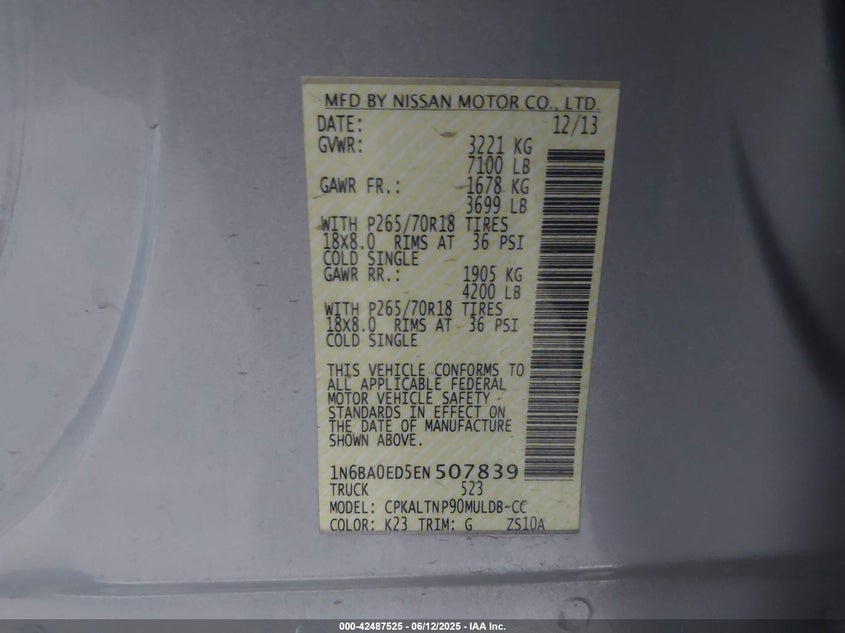 MFD BY NISSAN MOTOR CO., LTD.
DATE: 12/13
GVWR: 3221 KG
7100 LB
GAWR FR.: 1678 KG
3699 LB
WITH P265/70R18 TIRES
18X8.0 RIMS AT 36 PSI
COLD SINGLE
GAWR RR.: 1905 KG
4200 LB
WITH P265/70R18 TIRES
18X8.0 RIMS AT 36 PSI
COLD SINGLE
THIS VEHICLE CONFORMS TO
ALL APPLICABLE FEDERAL
MOTOR VEHICLE SAFETY
STANDARDS IN EFFECT ON
THE DATE OF MANUFACTURE
SHOWN ABOVE.
1N6BA0ED5EN507839
TRUCK 523
MODEL: CPKALTNP90MULDB-CC
COLOR: K23 TRIM: G ZS10A
000-42487525 - 06/12/2025 - IAA Inc.